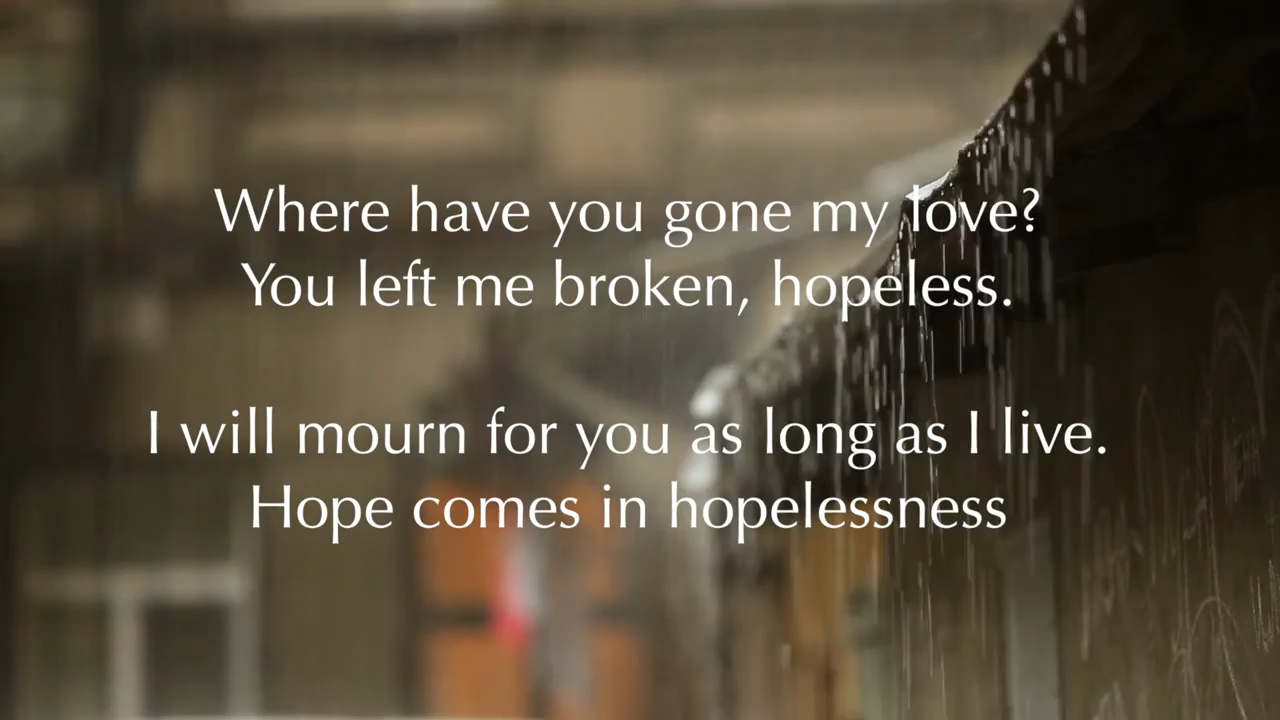 Where have you gone my love?
You left me broken, hopeless.
I will mourn for you as long as I live.
Hope comes in hopelessness